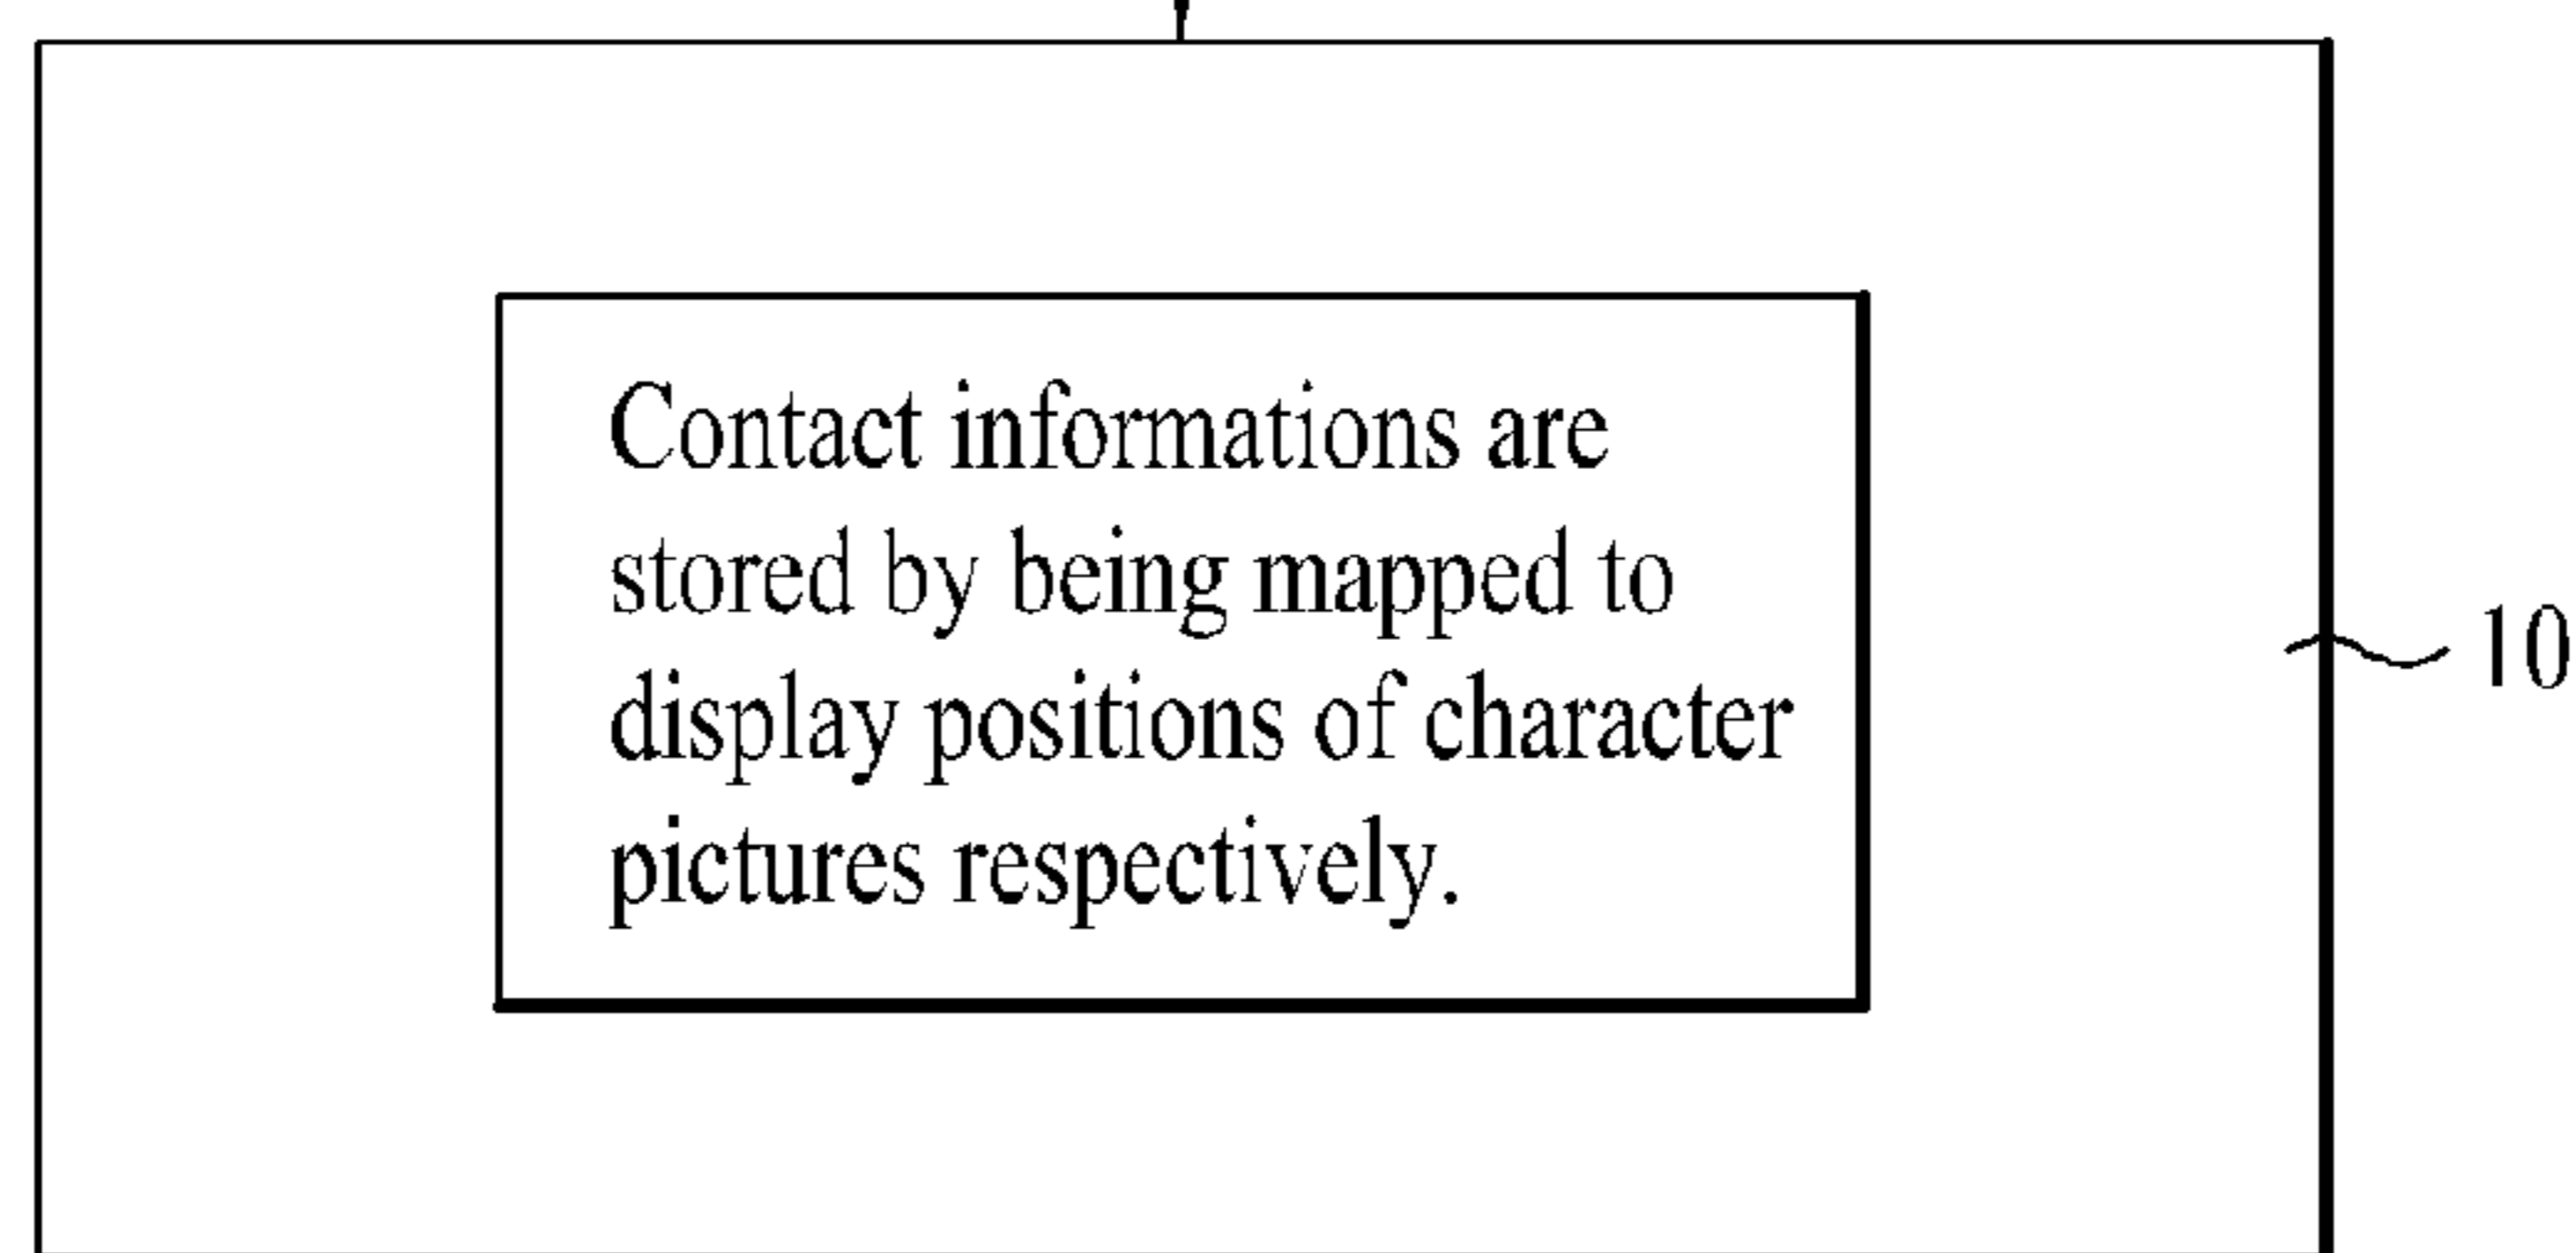 Contact informations are
stored by being mapped to
display positions of character
pictures respectively.
10